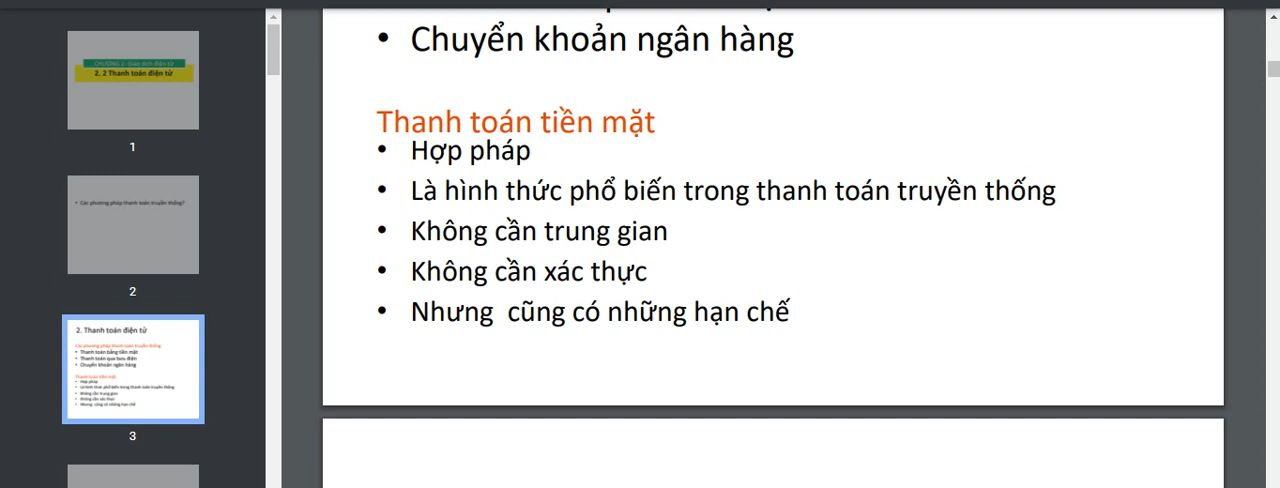 CHƯƠNG 2: Giao dịch điện tử
2. 2 Thanh toán điện tử
1
• Các phương pháp thanh toán truyền thống?
2
2. Thanh toán điện tử
Các phương pháp thanh toán truyền thống
• Thanh toán bằng tiền mặt
• Thanh toán qua bưu điện
• Chuyển khoản ngân hàng
Thanh toán tiền mặt
• Hợp pháp
• Là hình thức phổ biến trong thanh toán truyền thống
• Không cần trung gian
• Không cần xác thực
• Nhưng cũng có những hạn chế
3
• Chuyển khoản ngân hàng
Thanh toán tiền mặt
• Hợp pháp
• Là hình thức phổ biến trong thanh toán truyền thống
• Không cần trung gian
• Không cần xác thực
• Nhưng  cũng có những hạn chế